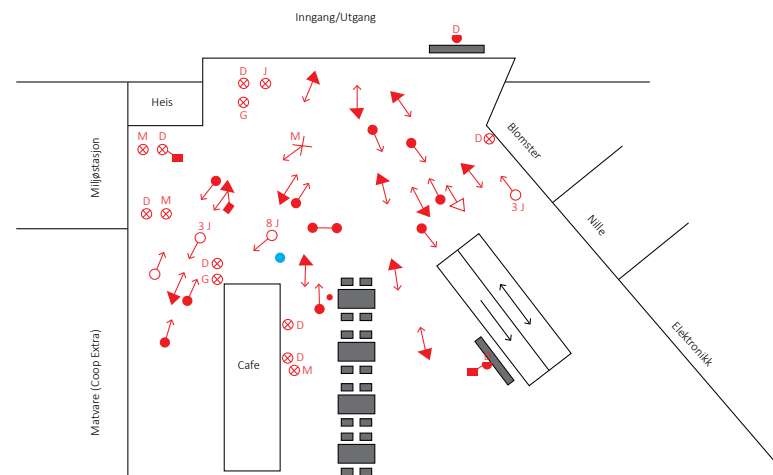 Inngang/Utgang
D
D J
Heis
G
M D
M
D
Blomster
Miljøstasjon
D M
3 J
Nille
3 J
8 J
D
G
D
Elektronikk
Cafe
D
M
Matvare (Coop Extra)